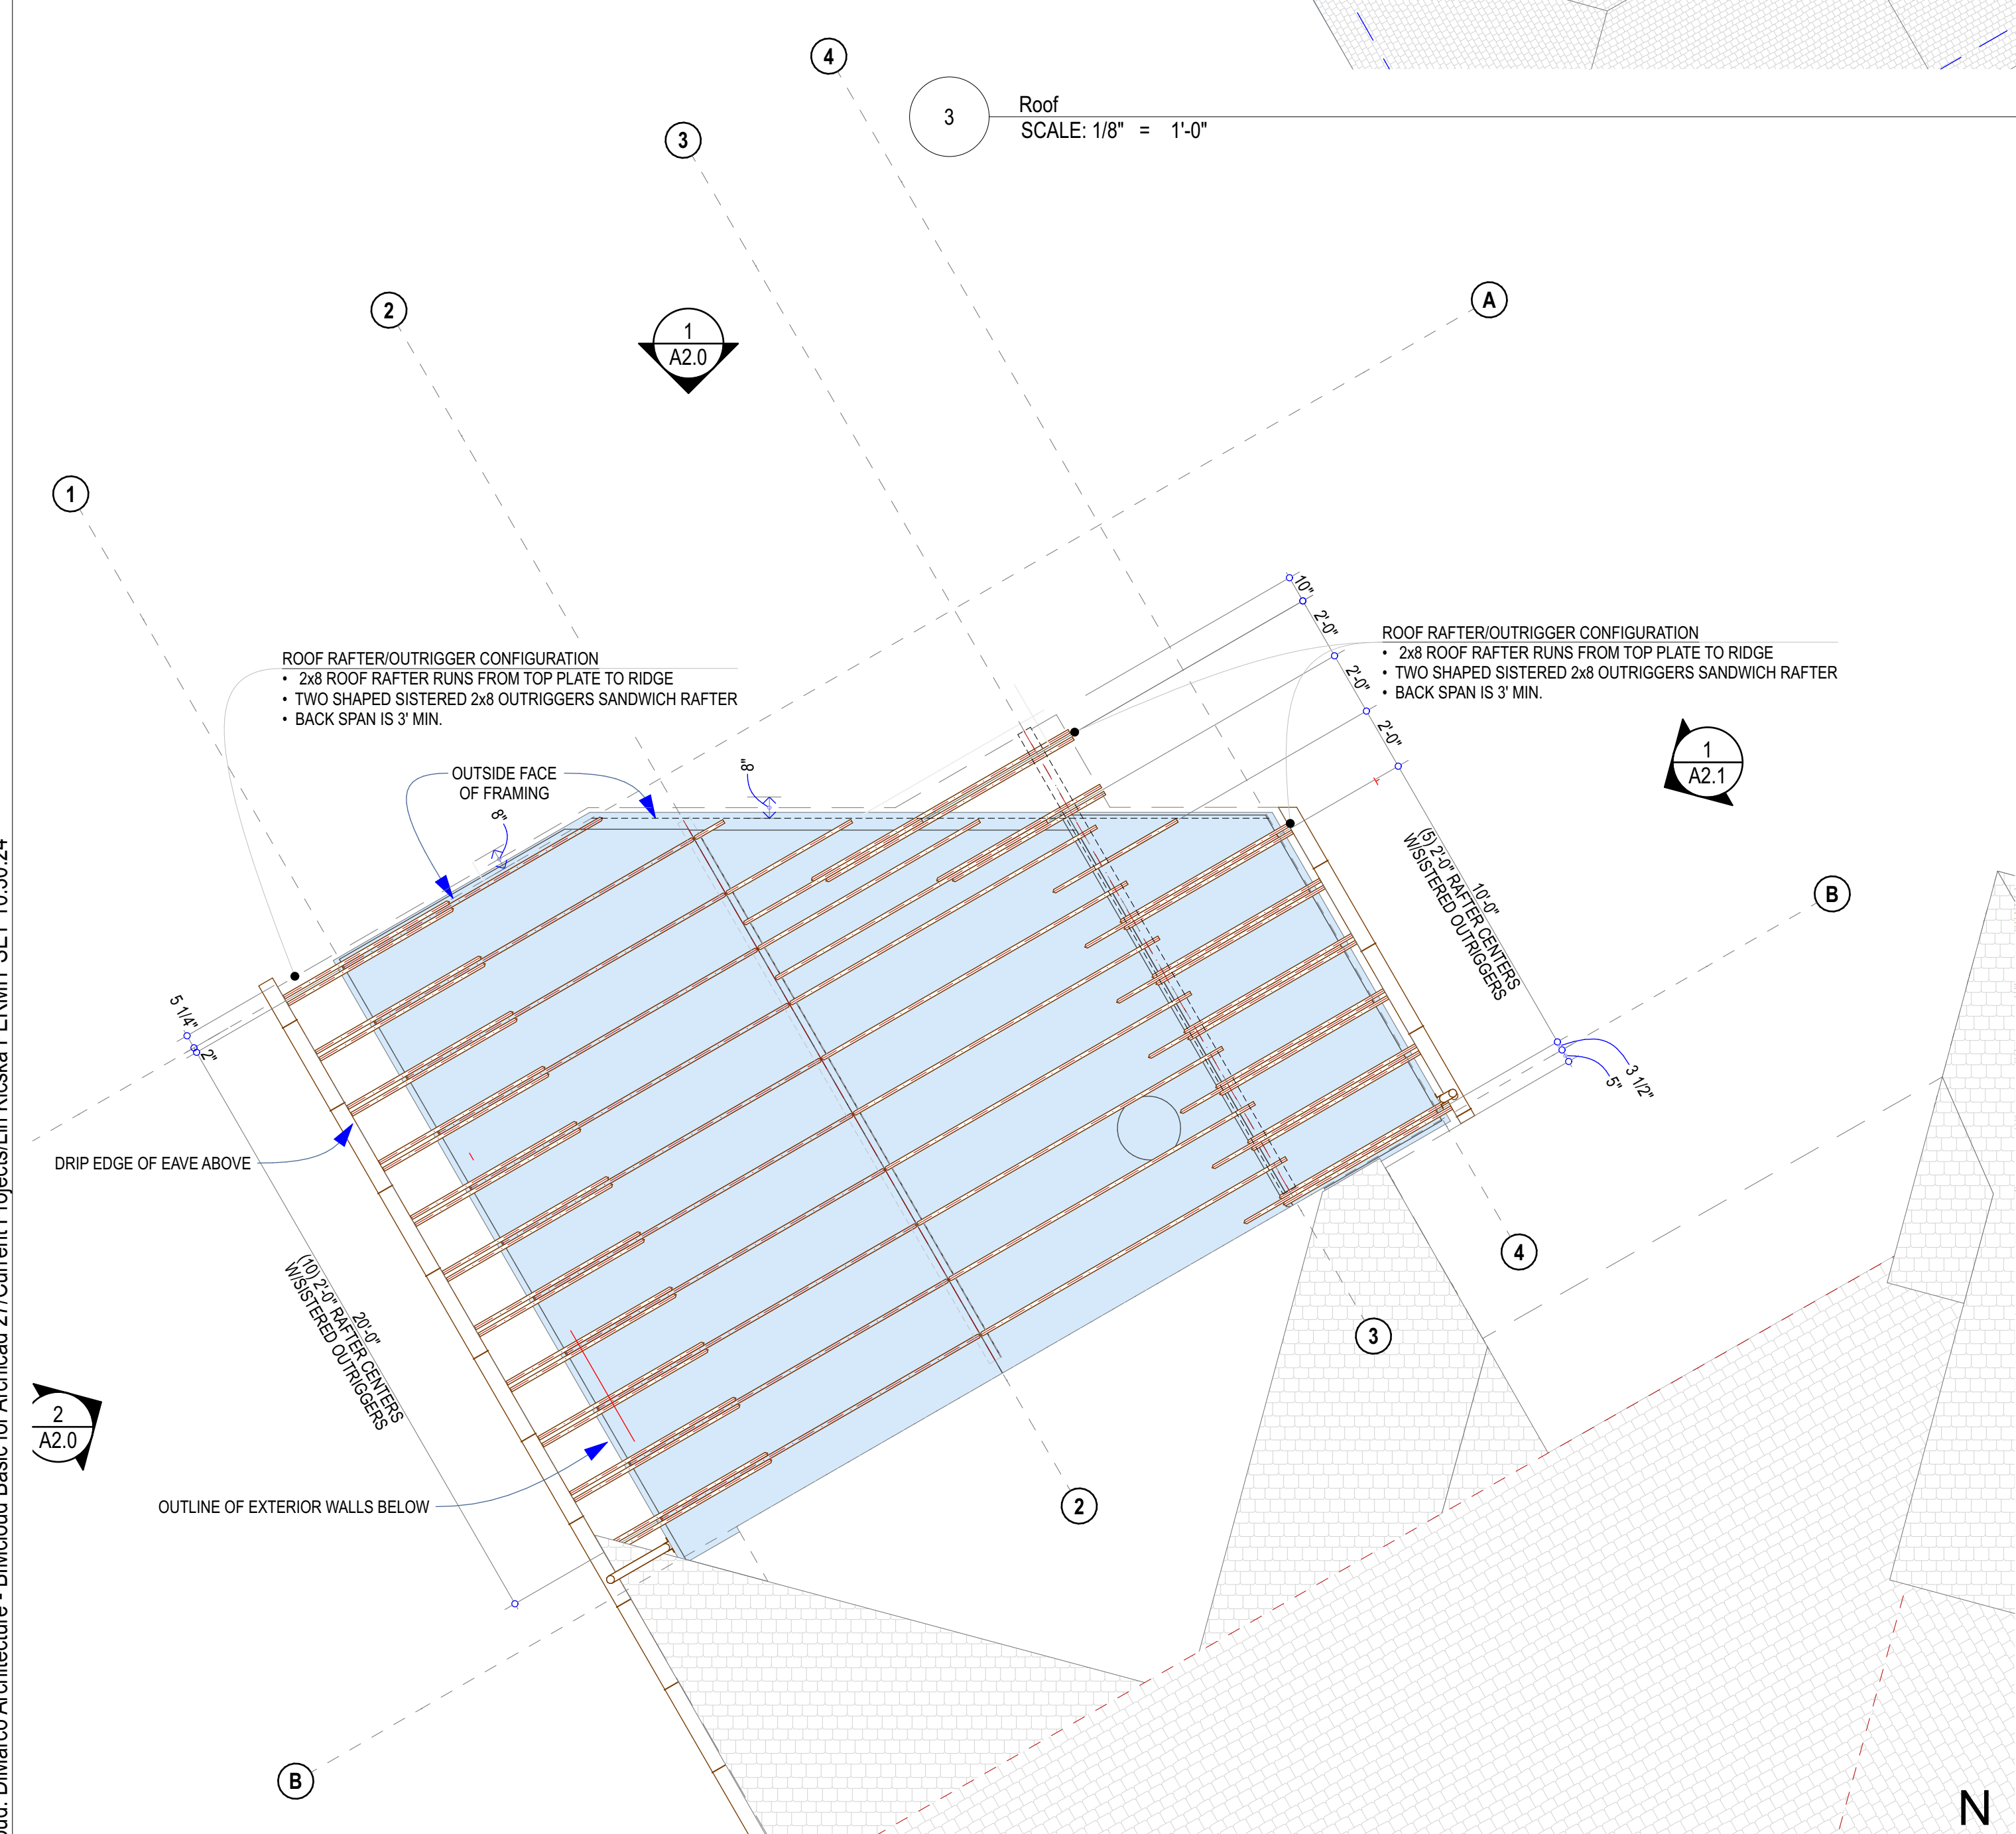 4
3
Roof
SCALE: 1/8" = 1'-0"
3
2
A
1
A2.0
1
10"
2'-0"
2'-0"
2'-0"
ROOF RAFTER/OUTRIGGER CONFIGURATION
• 2x8 ROOF RAFTER RUNS FROM TOP PLATE TO RIDGE
• TWO SHAPED SISTERED 2x8 OUTRIGGERS SANDWICH RAFTER
• BACK SPAN IS 3' MIN.
ROOF RAFTER/OUTRIGGER CONFIGURATION
• 2x8 ROOF RAFTER RUNS FROM TOP PLATE TO RIDGE
• TWO SHAPED SISTERED 2x8 OUTRIGGERS SANDWICH RAFTER
• BACK SPAN IS 3' MIN.
1
A2.1
OUTSIDE FACE
OF FRAMING
8"
8"
10'-0"
(5) 2'-0" RAFTER CENTERS
W/SISTERED OUTRIGGERS
B
5 1/4"
2"
3 1/2"
5"
DRIP EDGE OF EAVE ABOVE
4
20'-0"
(10) 2'-0" RAFTER CENTERS
W/SISTERED OUTRIGGERS
3
2
A2.0
OUTLINE OF EXTERIOR WALLS BELOW
2
B
N